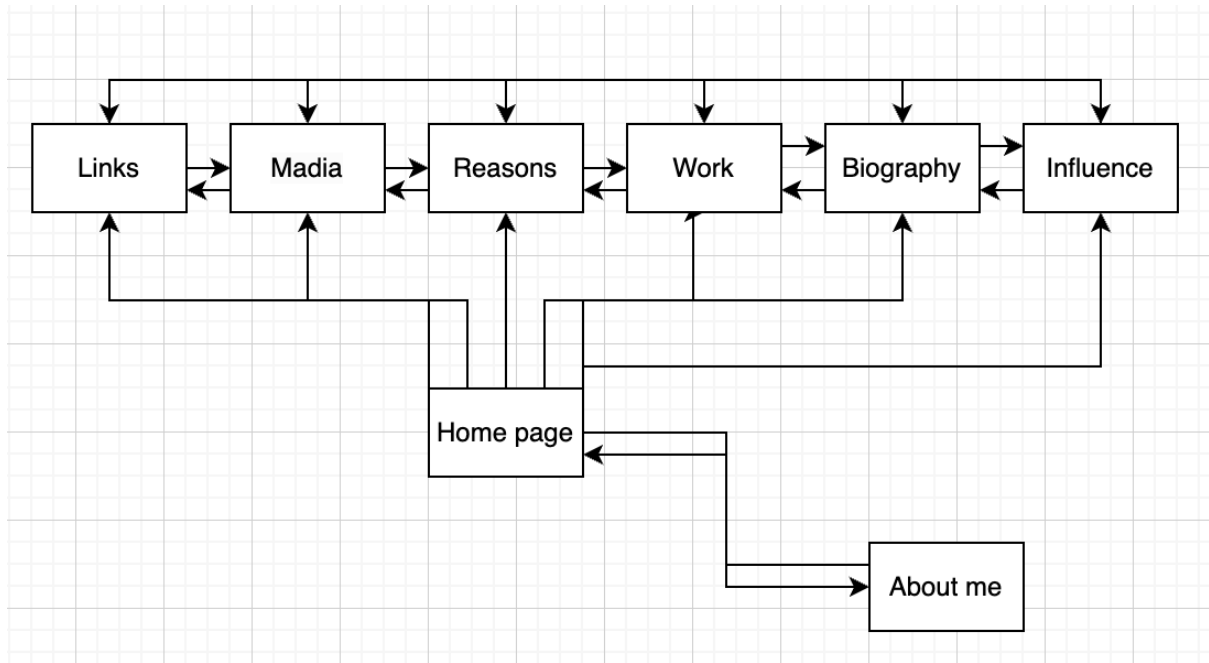 Links
Madia
Reasons
Work
Biography
Influence
Home page
About me